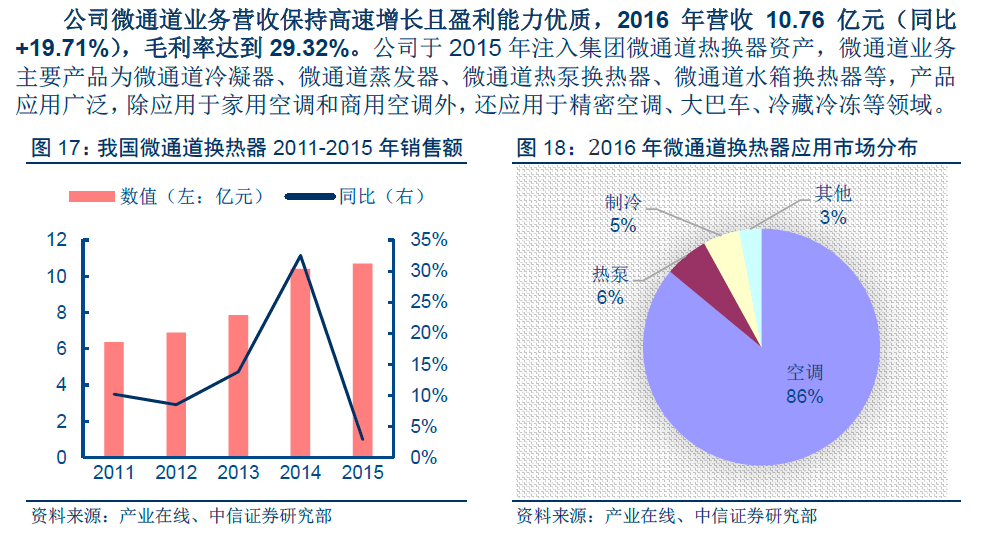 公司微通道业务营收保持高速增长且盈利能力优质，2016 年营收 10.76 亿元（同比
+19.71%），毛利率达到 29.32%。公司于 2015 年注入集团微通道热换器资产，微通道业务
主要产品为微通道冷凝器、微通道蒸发器、微通道热泵换热器、微通道水箱换热器等，产品
应用广泛，除应用于家用空调和商用空调外，还应用于精密空调、大巴车、冷藏冷冻等领域。
图 17：我国微通道换热器 2011-2015 年销售额
数值（左：亿元）
同比（右）
12
10
8
6
4
2
0
35%
30%
25%
20%
15%
10%
5%
0%
2011 2012 2013 2014 2015
资料来源：产业在线、中信证券研究部
图 18：2016 年微通道换热器应用市场分布
其他
3%
制冷
5%
热泵
6%
空调
86%
资料来源：产业在线、中信证券研究部